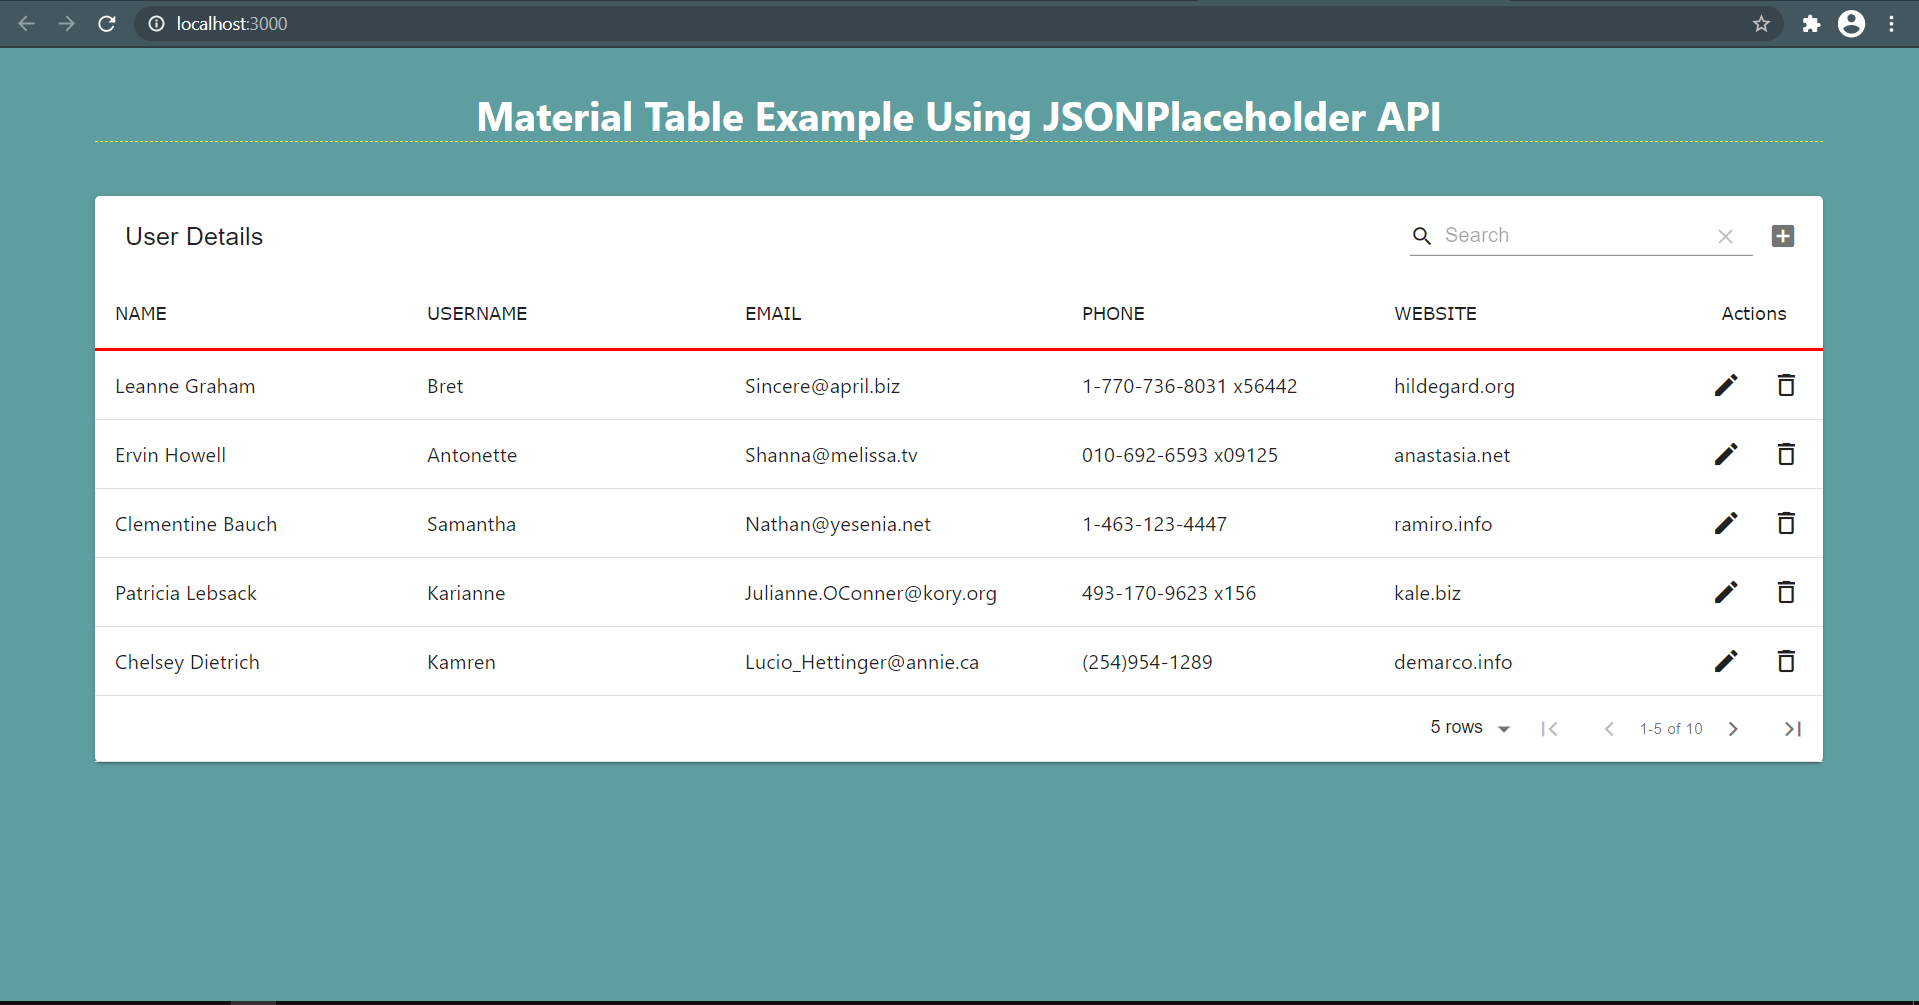 localhost:3000
Material Table Example Using JSONPlaceholder API
User Details Search
NAME USERNAME EMAIL PHONE WEBSITE Actions
Leanne Graham Bret Sincere@april.biz 1-770-736-8031 x56442 hildegard.org
Ervin Howell Antonette Shanna@melissa.tv 010-692-6593 x09125 anastasia.net
Clementine Bauch Samantha Nathan@yesenia.net 1-463-123-4447 ramiro.info
Patricia Lebsack Karianne Julianne.OConner@kory.org 493-170-9623 x156 kale.biz
Chelsey Dietrich Kamren Lucio_Hettinger@annie.ca (254)954-1289 demarco.info
5 rows 1-5 of 10